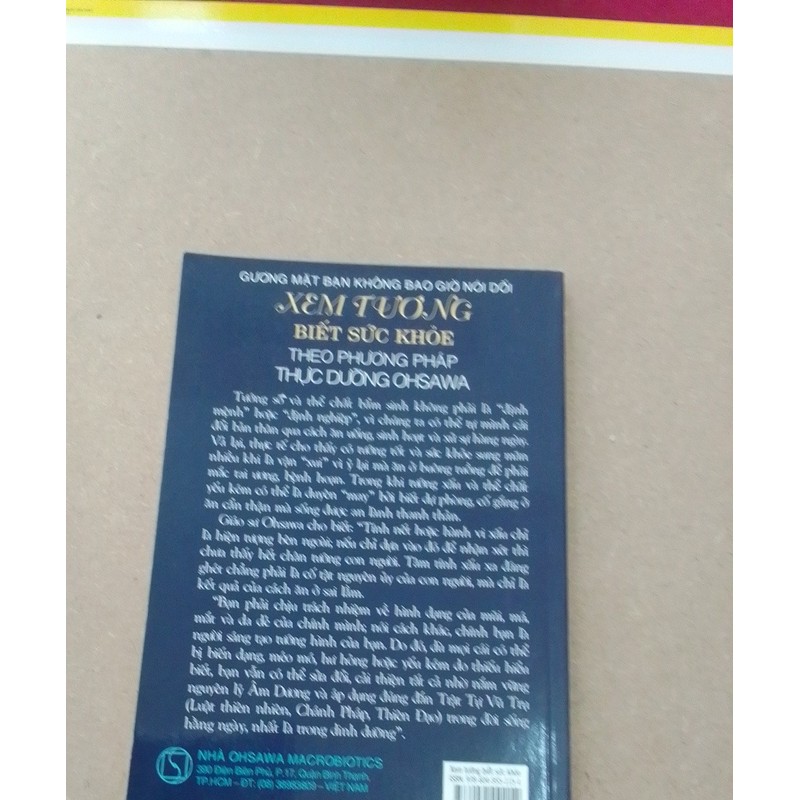 GƯƠNG MẶT BẠN KHÔNG BAO GIỜ NÓI DỐI
XEM TƯỚNG
BIẾT SỨC KHỎE
THEO PHƯƠNG PHÁP
THỰC DƯỠNG OHSAWA
Tướng số và thể chất bẩm sinh không phải là “định
mệnh” hoặc “định nghiệp”, vì chúng ta có thể tự mình cải
đổi bản thân qua cách ăn uống, sinh hoạt và xử sự hàng ngày.
Vả lại, thực tế cho thấy có tướng tốt và sức khỏe sung mãn
nhiều khi là vận “xui” vì ỷ lại mà ăn ở buông tuồng để phải
mắc tai ương, bệnh hoạn. Trong khi tướng xấu và thể chất
yếu kém có thể là duyên “may” bởi biết dự phòng, cố gắng ở
ăn cẩn thận mà sống được an lành thanh thản.
Giáo sư Ohsawa cho biết: “Tính nết hoặc hành vi xấu chỉ
là hiện tượng bên ngoài; nếu chỉ dựa vào đó để nhận xét thì
chưa thấy hết chân tướng con người. Tâm tính xấu xa đáng
ghét chẳng phải là cố tật nguyên ủy của con người, mà chỉ là
kết quả của cách ăn ở sai lầm.
“Bạn phải chịu trách nhiệm về hình dạng của mũi, má,
mắt và da dẻ của chính mình; nói cách khác, chính bạn là
người sáng tạo tướng hình của bạn. Do đó, dù mọi cái có thể
bị biến dạng, méo mó, hư hỏng hoặc yếu kém do thiếu hiểu
biết, bạn vẫn có thể sửa đổi, cải thiện tất cả nhờ nắm vững
nguyên lý Âm Dương và áp dụng đúng đắn Trật Tự Vũ Trụ
(Luật thiên nhiên, Chánh Pháp, Thiên Đạo) trong đời sống
hàng ngày, nhất là trong dinh dưỡng”.
NHÀ OHSAWA MACROBIOTICS
390 Điện Biên Phủ, P.17, Quận Bình Thạnh,
TP.HCM – ĐT: (08) – VIỆT NAM
Xem tướng biết sức khỏe